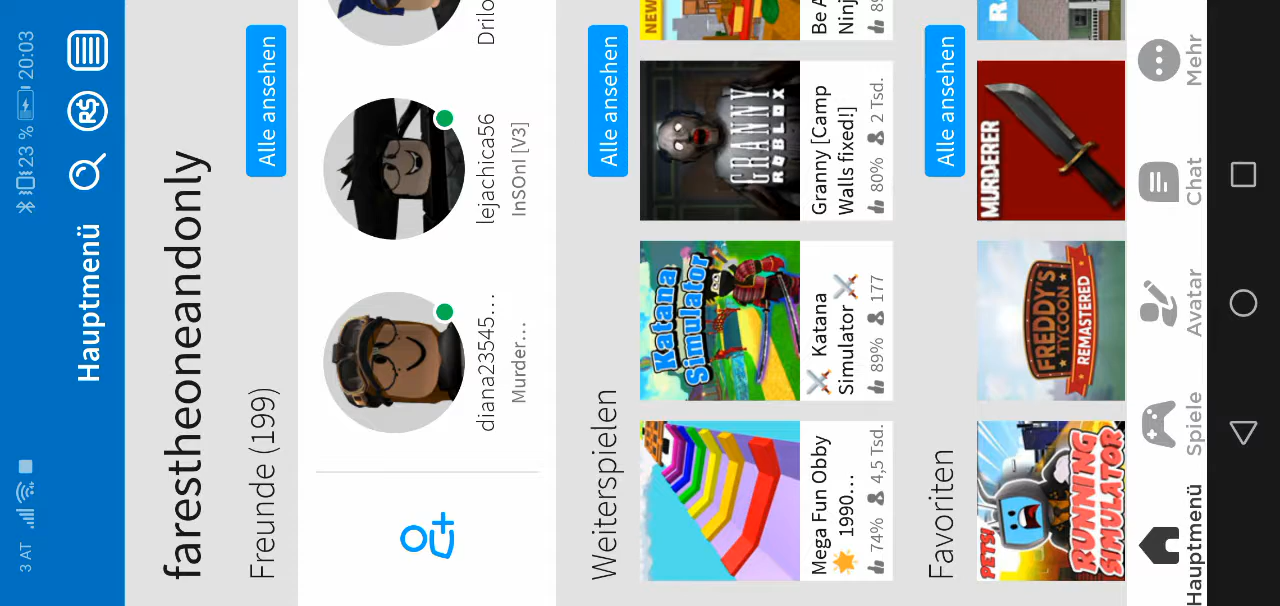 3 AT
23 % 20:03
Hauptmenü
R$
farestheoneandonly
Freunde (199)
Alle ansehen
diana23545...
Murder...
lejachica56
InSOnI [V3]
Drilo
Weiterspielen
Alle ansehen
Mega Fun Obby
1990...
74% 4,5 Tsd.
Katana
Simulator
⚔️ Katana
Simulator ⚔️
89% 177
GRANNY
ROBLOX
Granny [Camp
Walls fixed!]
80% 2 Tsd.
NEW
Be A
Ninj
89
Favoriten
Alle ansehen
PETS!
RUNNING
SIMULATOR
FREDDY'S
TYCOON
REMASTERED
MURDERER
Hauptmenü
Spiele
Avatar
Chat
Mehr